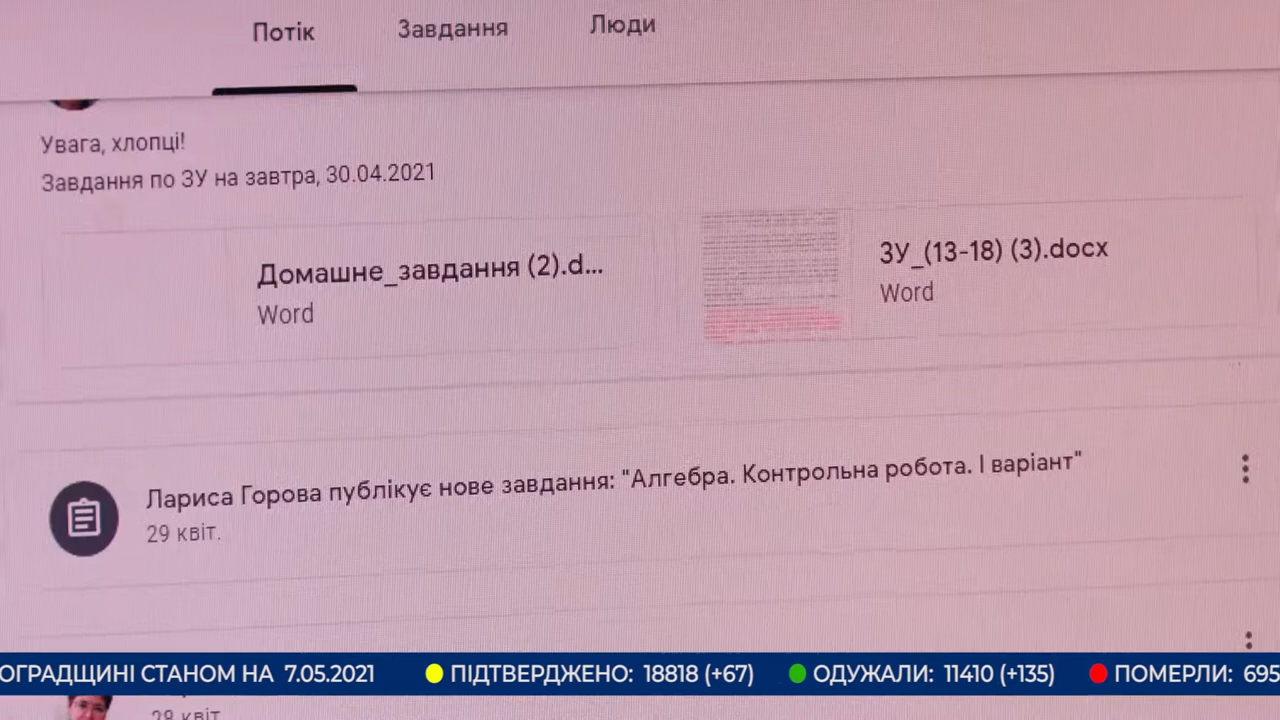 Потік Завдання Люди
Увага, хлопці!
Завдання по ЗУ на завтра, 30.04.2021
Домашне_завдання (2).d...
Word
ЗУ_(13-18) (3).docx
Word
Лариса Горова публікує нове завдання: "Алгебра. Контрольна робота. І варіант"
29 квіт.
ОГРАДЩИНІ СТАНОМ НА 7.05.2021 ПІДТВЕРДЖЕНО: 18818 (+67) ОДУЖАЛИ: 11410 (+135) ПОМЕРЛИ: 695
28 квіт